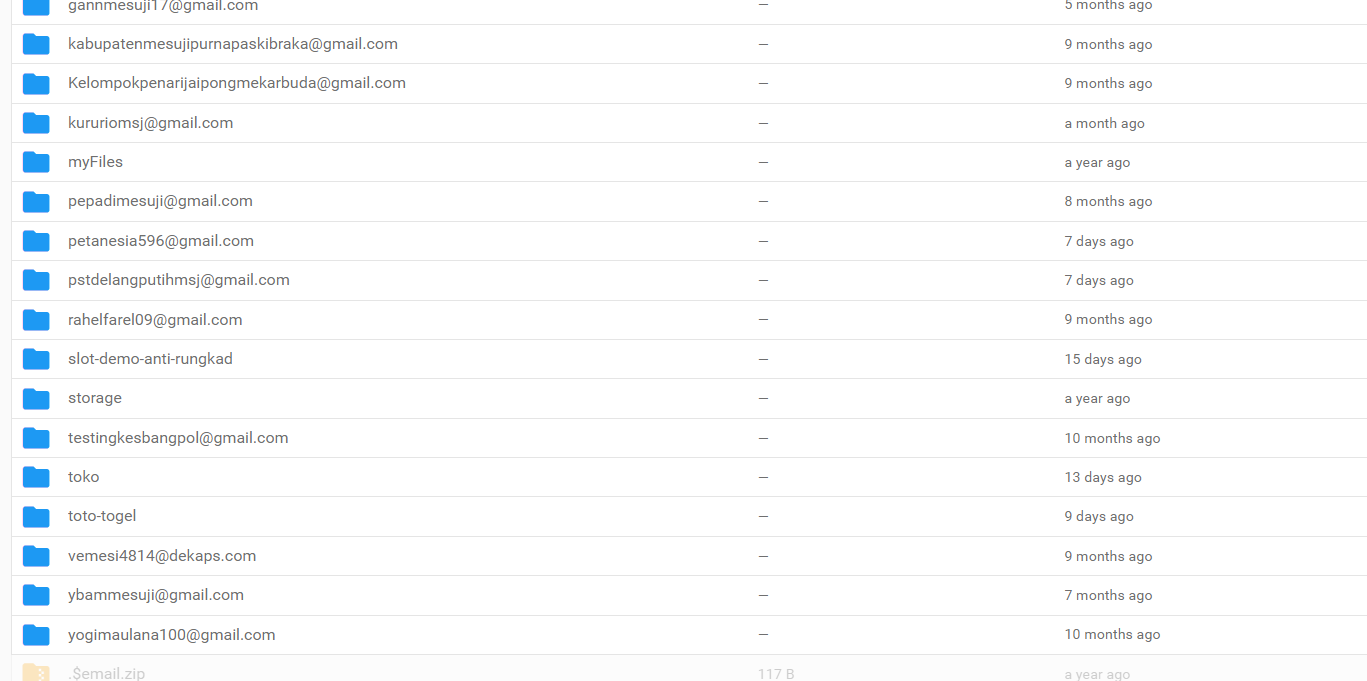 gannmesuji17@gmail.com — 5 months ago
kabupatenmesujipurnapaskibraka@gmail.com — 9 months ago
Kelompokpenarijaipongmekarbuda@gmail.com — 9 months ago
kururiomsj@gmail.com — a month ago
myFiles — a year ago
pepadimesuji@gmail.com — 8 months ago
petanesia596@gmail.com — 7 days ago
pstdelangputihmsj@gmail.com — 7 days ago
rahelfarel09@gmail.com — 9 months ago
slot-demo-anti-rungkad — 15 days ago
storage — a year ago
testingkesbangpol@gmail.com — 10 months ago
toko — 13 days ago
toto-togel — 9 days ago
vemesi4814@dekaps.com — 9 months ago
ybammesuji@gmail.com — 7 months ago
yogimaulana100@gmail.com — 10 months ago
.$email.zip 117 B a year ago